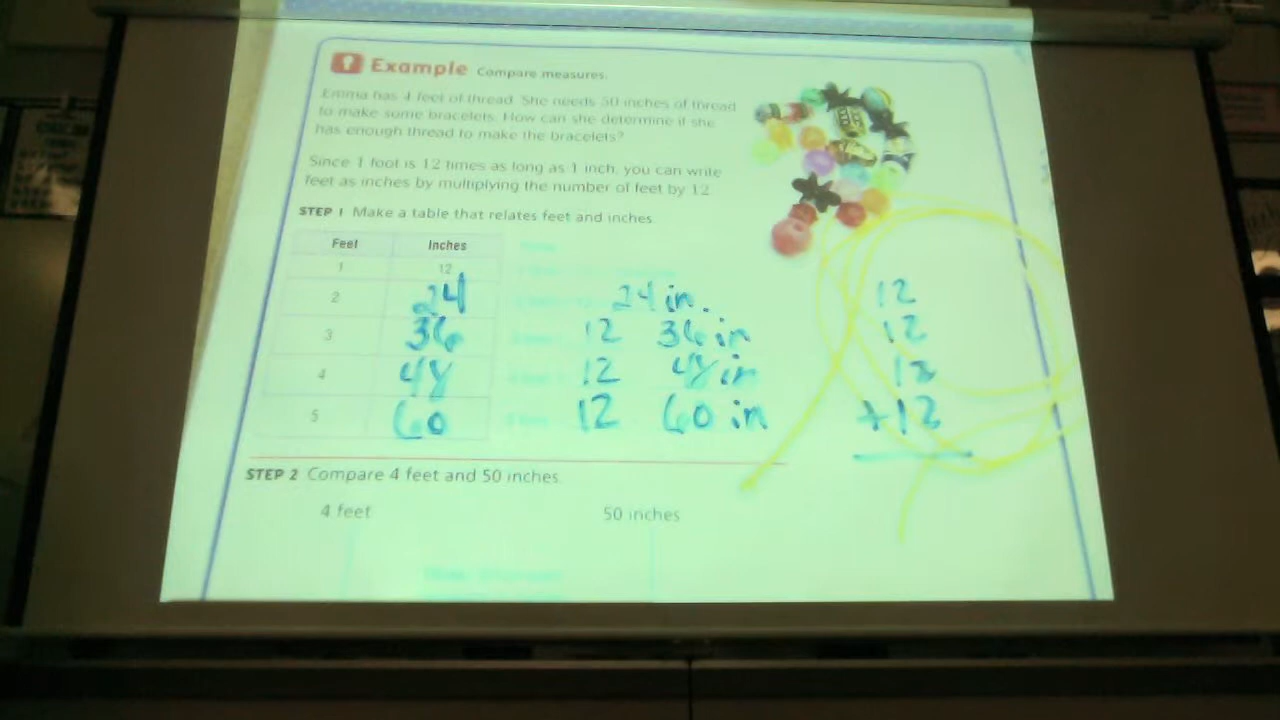 Example Compare measures.
Emma has 4 feet of thread. She needs 50 inches of thread
to make some bracelets. How can she determine if she
has enough thread to make the bracelets?
Since 1 foot is 12 times as long as 1 inch, you can write
feet as inches by multiplying the number of feet by 12
STEP 1 Make a table that relates feet and inches.
Feet Inches
1 12
2 24 24 in. 12
3 36 12 36 in 12
4 48 12 48 in 12
5 60 12 60 in +12
STEP 2 Compare 4 feet and 50 inches.
4 feet 50 inches